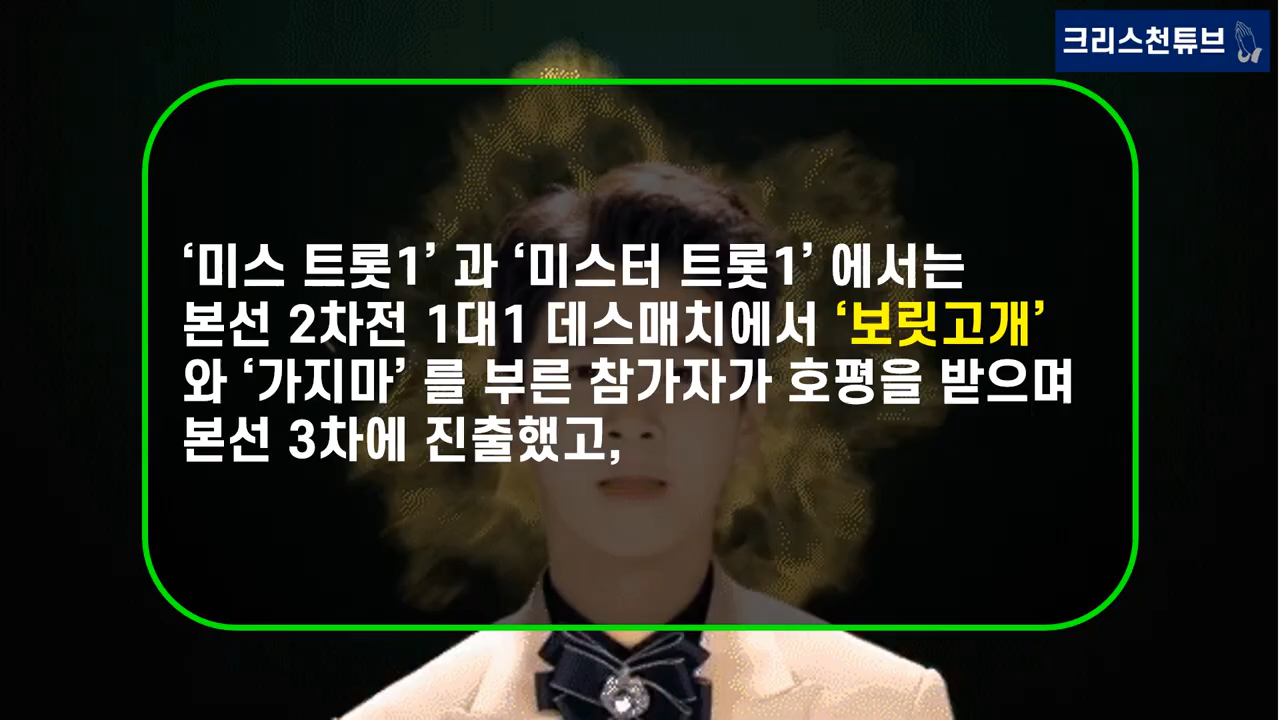 크리스천튜브
‘미스 트롯1’ 과 ‘미스터 트롯1’ 에서는
본선 2차전 1대1 데스매치에서 ‘보릿고개’
와 ‘가지마’ 를 부른 참가자가 호평을 받으며
본선 3차에 진출했고,